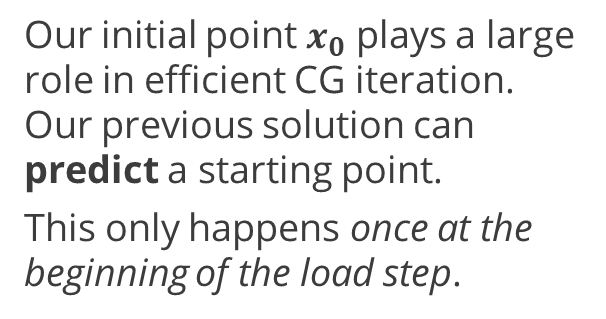 Our initial point x₀ plays a large
role in efficient CG iteration.
Our previous solution can
predict a starting point.
This only happens once at the
beginning of the load step.